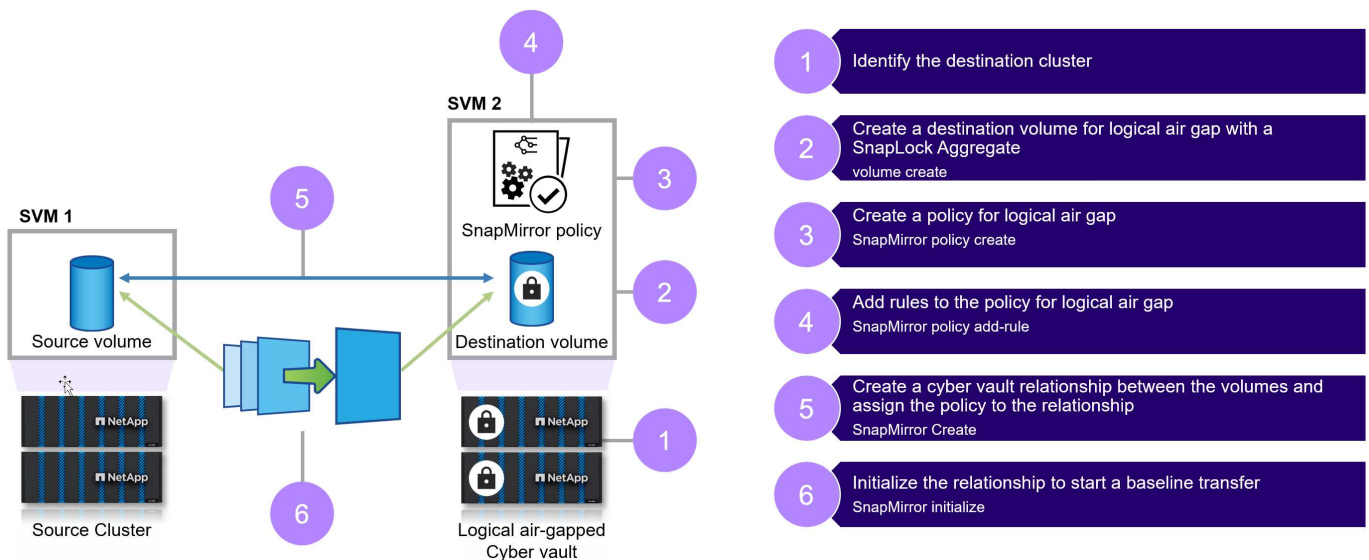 4
SVM 2
3
SnapMirror policy
5
SVM 1
2
Source volume
Destination volume
NetApp
NetApp
NetApp
NetApp
1
6
Source Cluster
Logical air-gapped
Cyber vault
1
Identify the destination cluster
2
Create a destination volume for logical air gap with a
SnapLock Aggregate
volume create
3
Create a policy for logical air gap
SnapMirror policy create
4
Add rules to the policy for logical air gap
SnapMirror policy add-rule
5
Create a cyber vault relationship between the volumes and
assign the policy to the relationship
SnapMirror Create
6
Initialize the relationship to start a baseline transfer
SnapMirror initialize